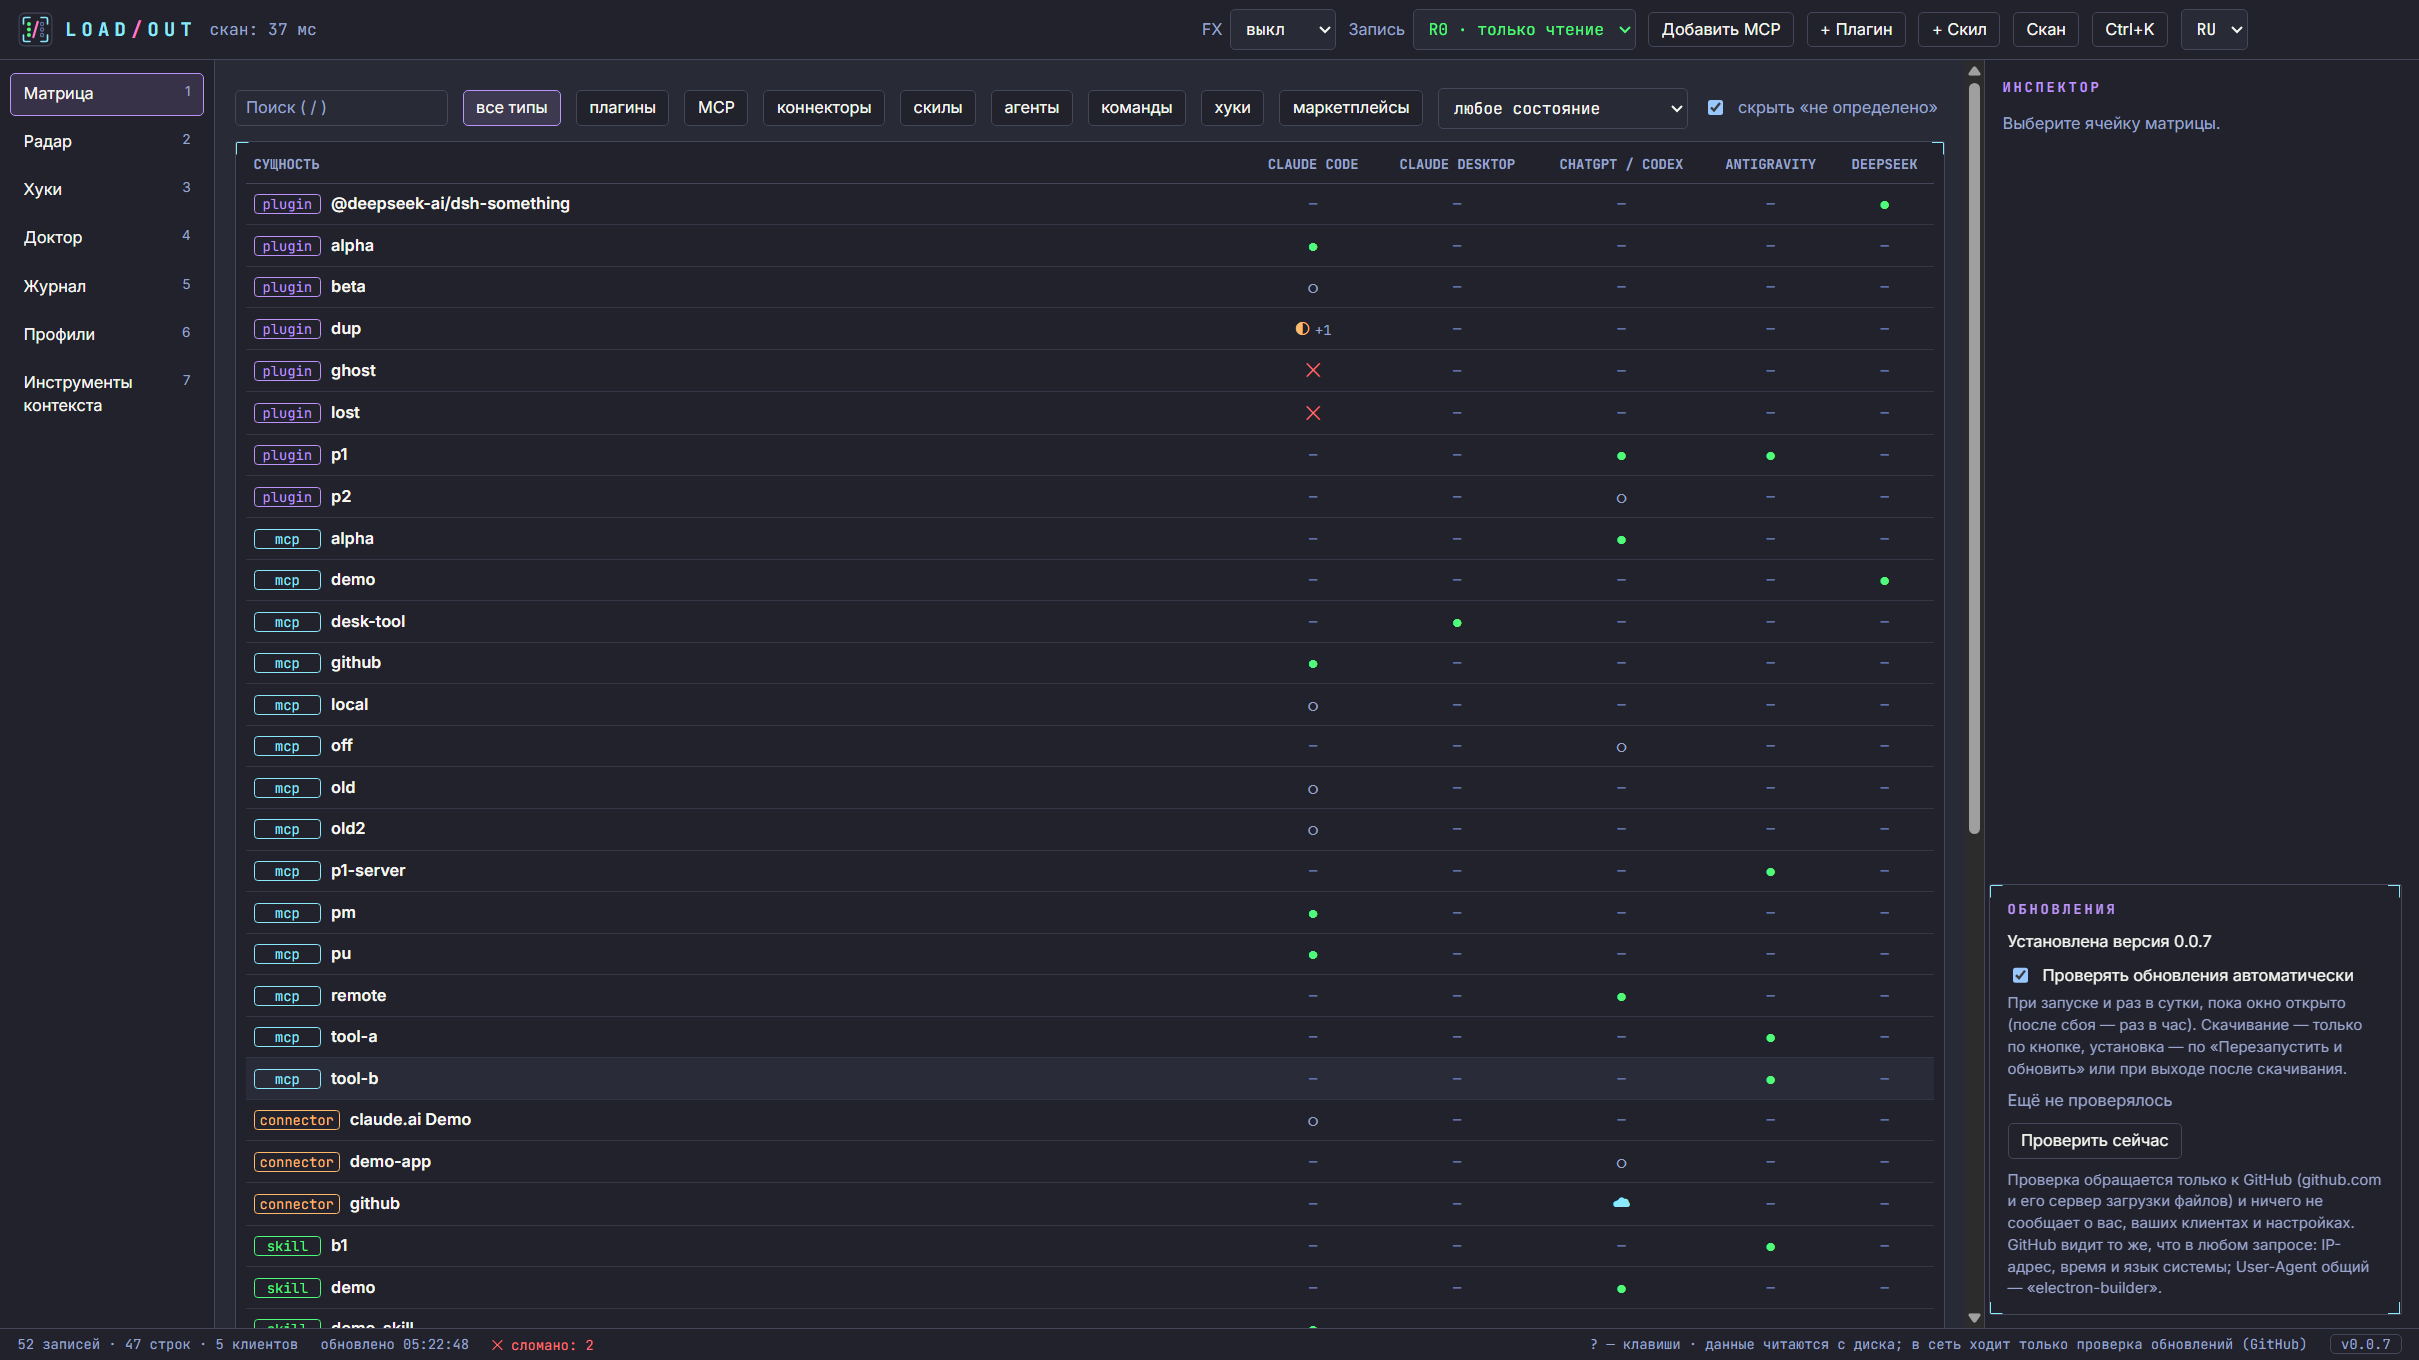 LOAD/OUT скан: 37 мс FX выкл Запись R0 · только чтение Добавить MCP + Плагин + Скил Скан Ctrl+K RU
Матрица 1
Радар 2
Хуки 3
Доктор 4
Журнал 5
Профили 6
Инструменты контекста 7
Поиск ( / ) все типы плагины MCP коннекторы скилы агенты команды хуки маркетплейсы любое состояние скрыть «не определено»
СУЩНОСТЬ CLAUDE CODE CLAUDE DESKTOP CHATGPT / CODEX ANTIGRAVITY DEEPSEEK
plugin @deepseek-ai/dsh-something – – – – ●
plugin alpha ● – – – –
plugin beta ○ – – – –
plugin dup ◐ +1 – – – –
plugin ghost ✕ – – – –
plugin lost ✕ – – – –
plugin p1 – – ● ● –
plugin p2 – – ○ – –
mcp alpha – – ● – –
mcp demo – – – – ●
mcp desk-tool – ● – – –
mcp github ● – – – –
mcp local ○ – – – –
mcp off – – ○ – –
mcp old ○ – – – –
mcp old2 ○ – – – –
mcp p1-server – – – ● –
mcp pm ● – – – –
mcp pu ● – – – –
mcp remote – – ● – –
mcp tool-a – – – ● –
mcp tool-b – – – ● –
connector claude.ai Demo ○ – – – –
connector demo-app – – ○ – –
connector github – – ☁ – –
skill b1 – – – ● –
skill demo – – ● – –
skill demo-skill
ИНСПЕКТОР
Выберите ячейку матрицы.
ОБНОВЛЕНИЯ
Установлена версия 0.0.7
Проверять обновления автоматически
При запуске и раз в сутки, пока окно открыто
(после сбоя — раз в час). Скачивание — только
по кнопке, установка — по «Перезапустить и
обновить» или при выходе после скачивания.
Ещё не проверялось
Проверить сейчас
Проверка обращается только к GitHub (github.com
и его сервер загрузки файлов) и ничего не
сообщает о вас, ваших клиентах и настройках.
GitHub видит то же, что в любом запросе: IP-
адрес, время и язык системы; User-Agent общий
— «electron-builder».
52 записей · 47 строк · 5 клиентов обновлено 05:22:48 ✕ сломано: 2 ? — клавиши · данные читаются с диска; в сеть ходит только проверка обновлений (GitHub) v0.0.7